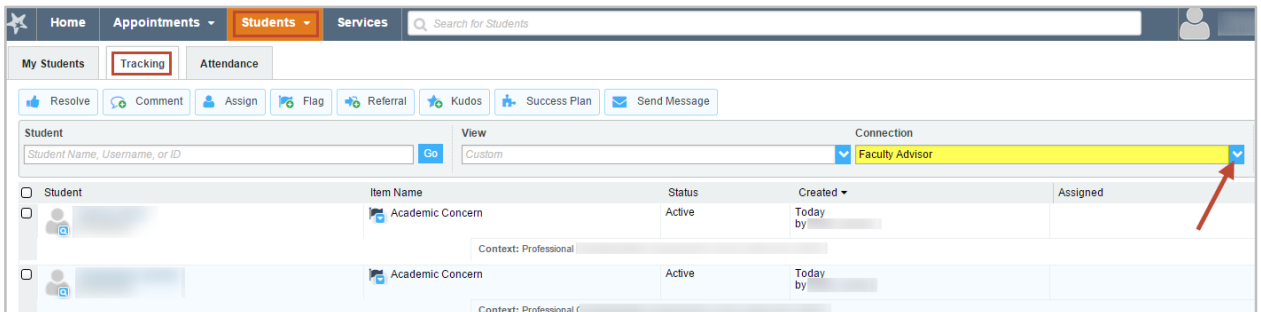 Home Appointments Students Services Search for Students
My Students Tracking Attendance
Resolve Comment Assign Flag Referral Kudos Success Plan Send Message
Student View Connection
Student Name, Username, or ID Go Custom Faculty Advisor
Student Item Name Status Created Assigned
Academic Concern Active Today
by
Context: Professional
Academic Concern Active Today
by
Context: Professional